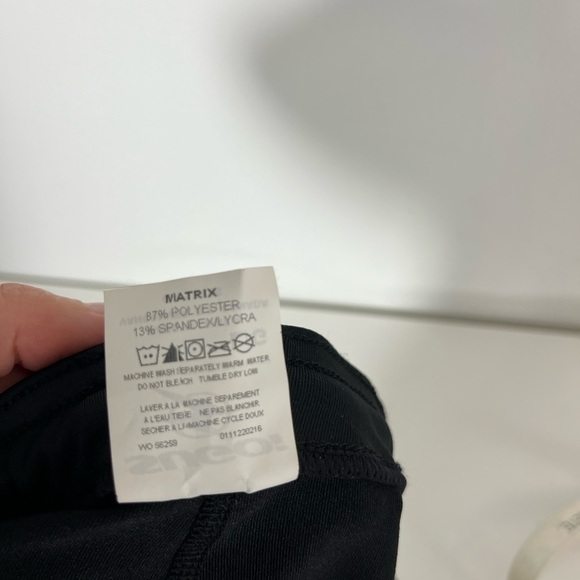 MATRIX
87% POLYESTER
13% SPANDEX/LYCRA
MACHINE WASH SEPARATELY WARM WATER
DO NOT BLEACH TUMBLE DRY LOW
LAVER A LA MACHINE SEPAREMENT
A L'EAU TIEDE NE PAS BLANCHIR
SECHER A LA MACHINE CYCLE DOUX
WO 56259 0111220216